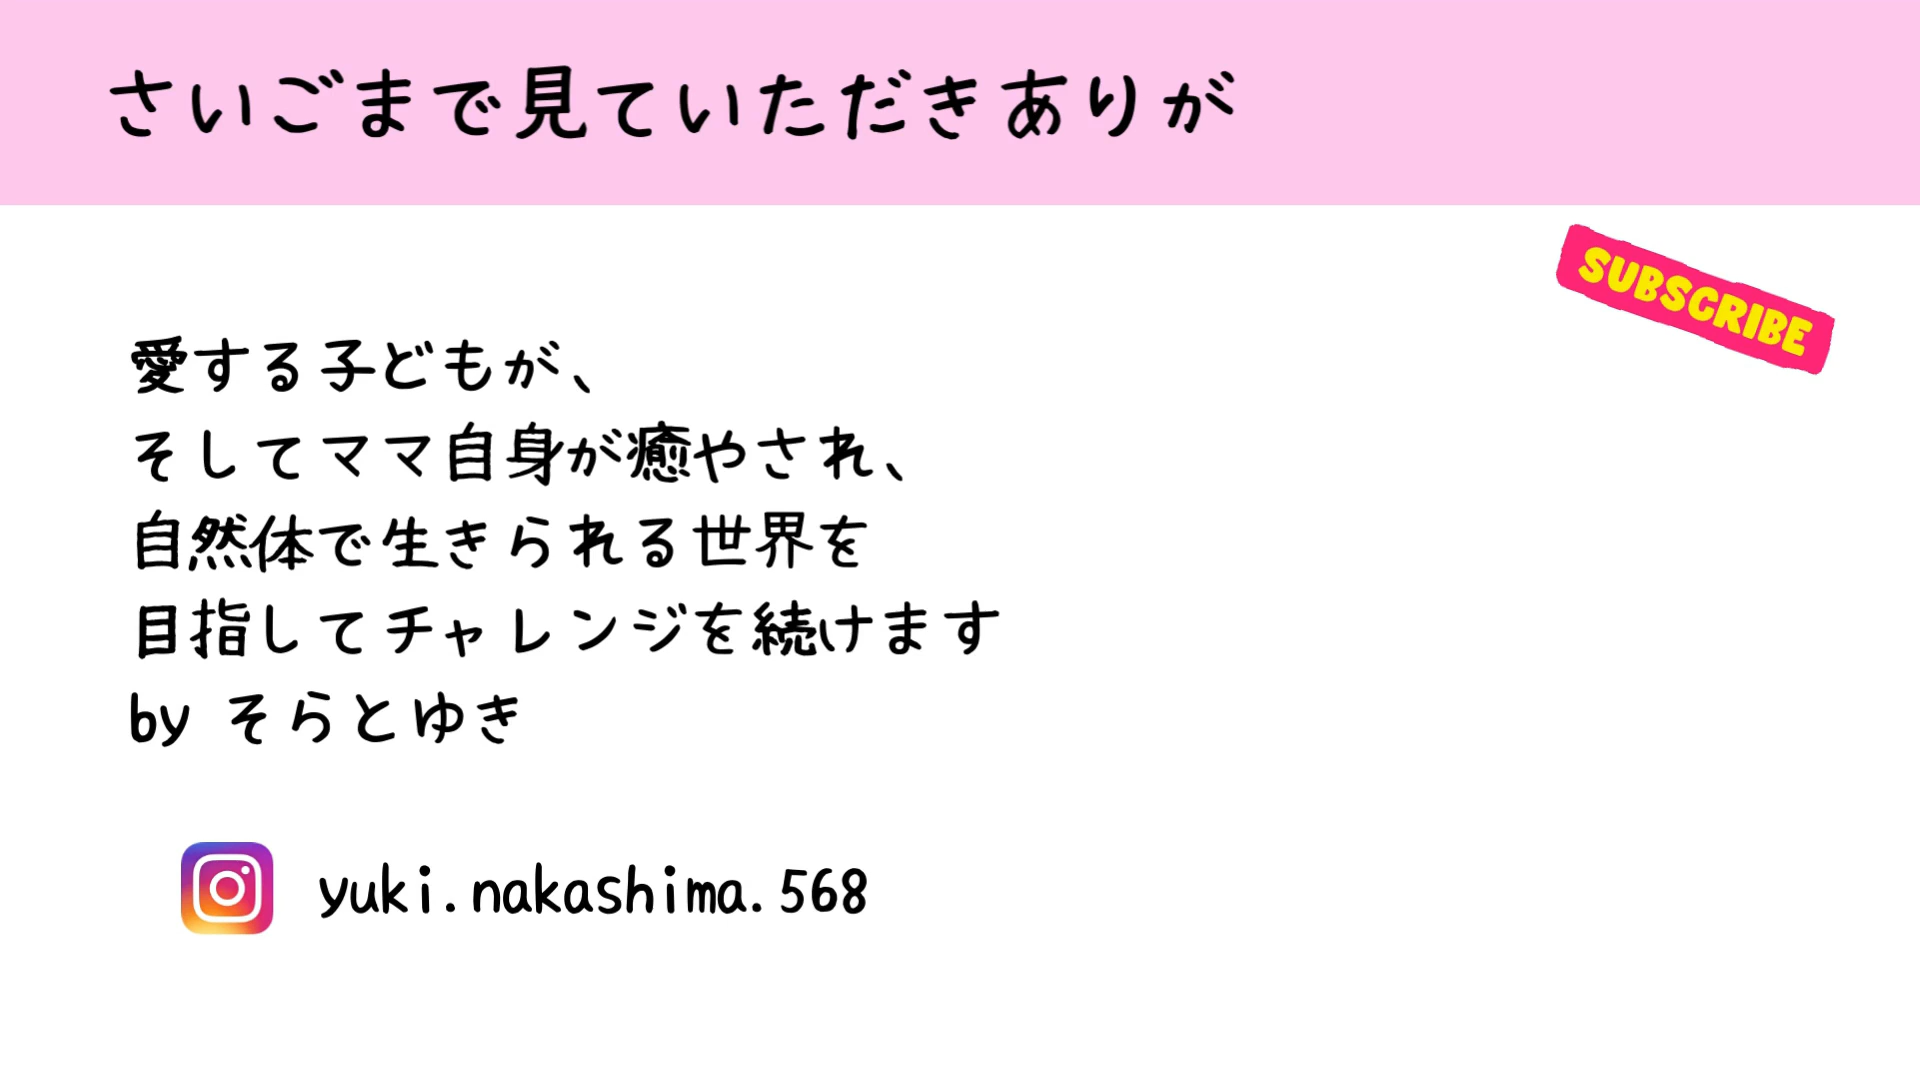 さいごまで見ていただきありが
SUBSCRIBE
愛する子どもが、
そしてママ自身が癒やされ、
自然体で生きられる世界を
目指してチャレンジを続けます
by そらとゆき
yuki.nakashima.568